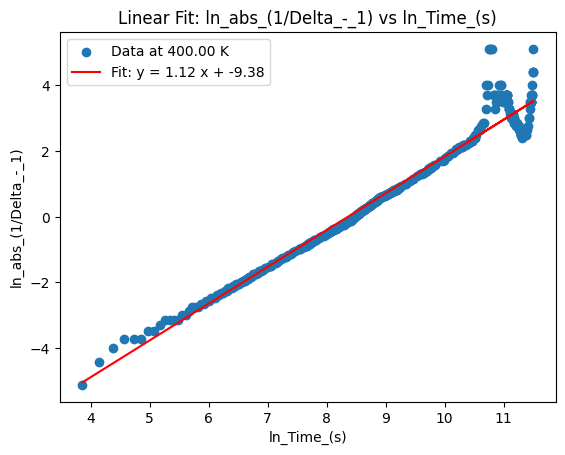 Linear Fit: ln_abs_(1/Delta_-_1) vs ln_Time_(s)
Data at 400.00 K
Fit: y = 1.12 x + -9.38
ln_abs_(1/Delta_-_1)
4
2
0
−2
−4
4 5 6 7 8 9 10 11
ln_Time_(s)